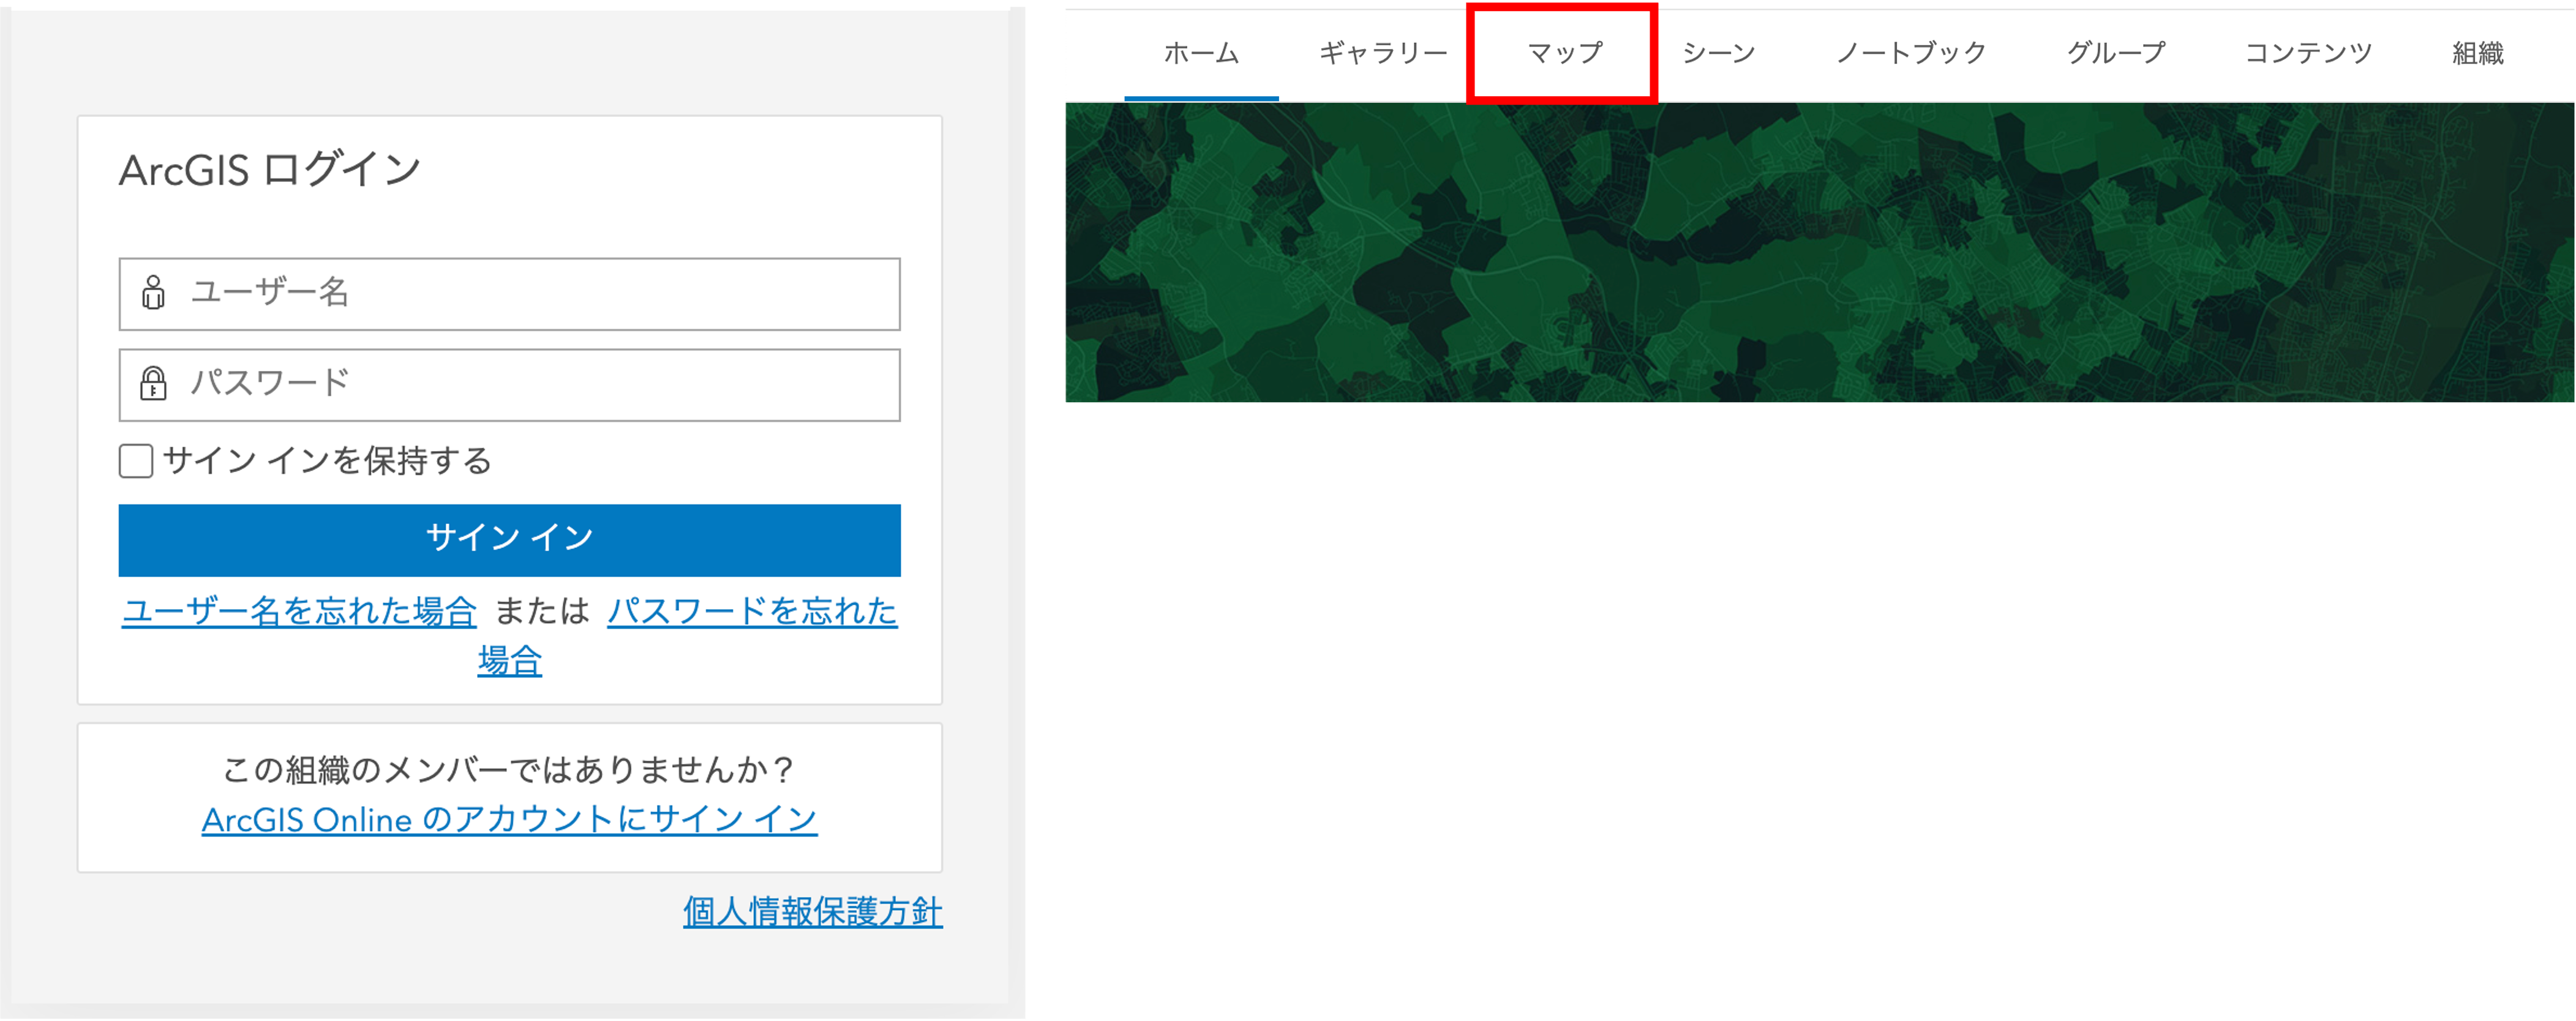 ArcGIS ログイン
ユーザー名
パスワード
サイン インを保持する
サイン イン
ユーザー名を忘れた場合 または パスワードを忘れた
場合
この組織のメンバーではありませんか？
ArcGIS Online のアカウントにサイン イン
個人情報保護方針
ホーム ギャラリー マップ シーン ノートブック グループ コンテンツ 組織